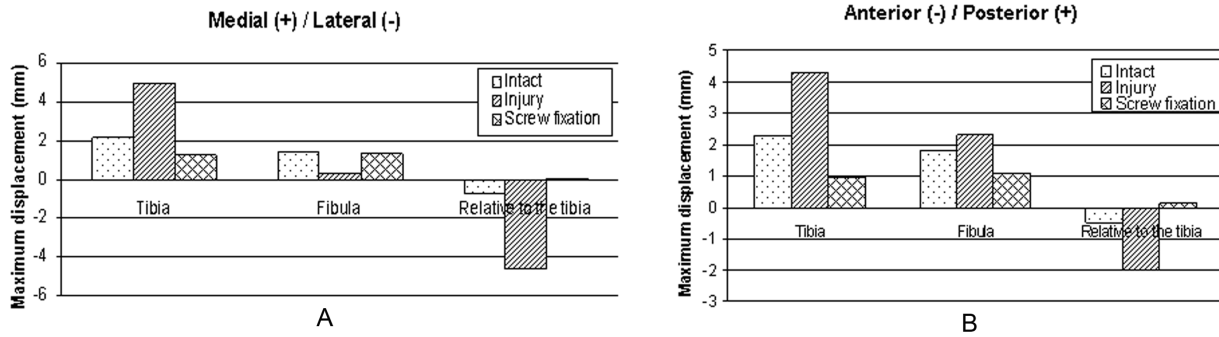 Medial (+) / Lateral (-)
Maximum displacement (mm)
6
4
2
0
-2
-4
-6
Intact
Injury
Screw fixation
Tibia
Fibula
Relative to the tibia
A
Anterior (-) / Posterior (+)
Maximum displacement (mm)
5
4
3
2
1
0
-1
-2
-3
Intact
Injury
Screw fixation
Tibia
Fibula
Relative to the tibia
B